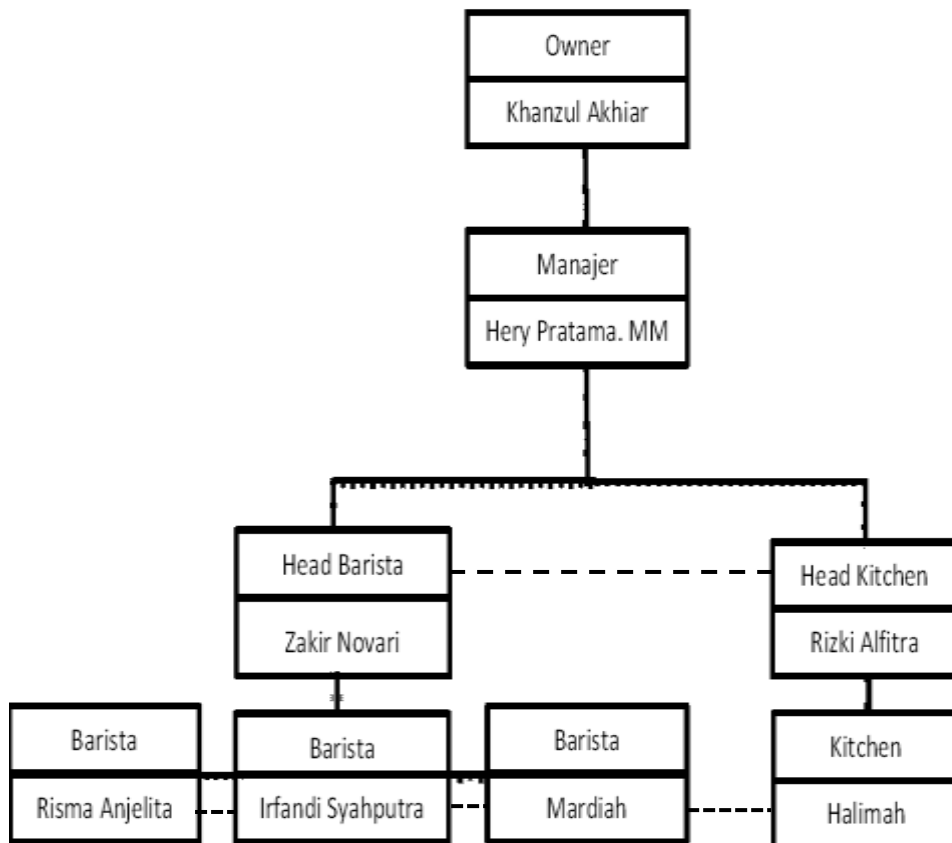 Owner
Khanzul Akhiar
Manajer
Hery Pratama. MM
Head Barista
Zakir Novari
Head Kitchen
Rizki Alfitra
Barista
Risma Anjelita
Barista
Irfandi Syahputra
Barista
Mardiah
Kitchen
Halimah